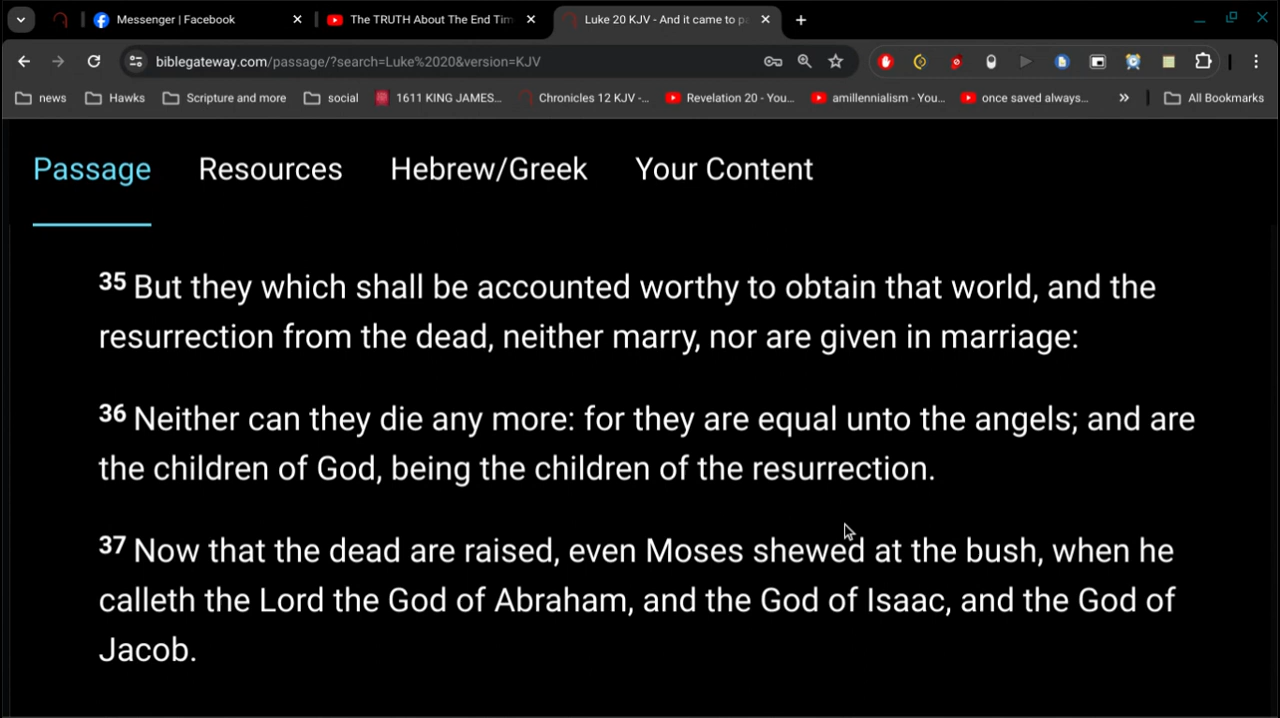 Messenger | Facebook
The TRUTH About The End Tim
Luke 20 KJV - And it came to pa
biblegateway.com/passage/?search=Luke%2020&version=KJV
news
Hawks
Scripture and more
social
1611 KING JAMES...
Chronicles 12 KJV -...
Revelation 20 - You...
amillennialism - You...
once saved always...
All Bookmarks
Passage
Resources
Hebrew/Greek
Your Content
35 But they which shall be accounted worthy to obtain that world, and the
resurrection from the dead, neither marry, nor are given in marriage:
36 Neither can they die any more: for they are equal unto the angels; and are
the children of God, being the children of the resurrection.
37 Now that the dead are raised, even Moses shewed at the bush, when he
calleth the Lord the God of Abraham, and the God of Isaac, and the God of
Jacob.